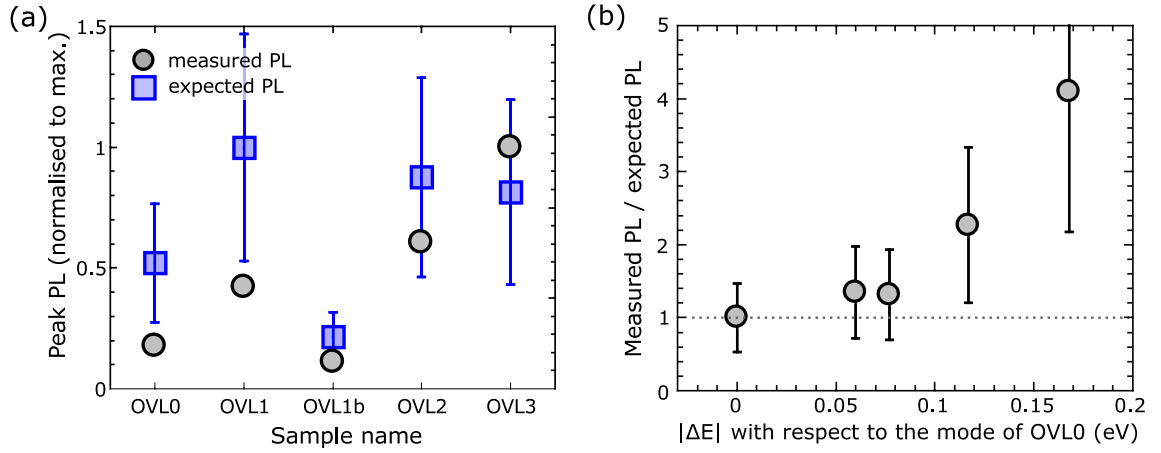 (a)
Peak PL (normalised to max.)
1.5
1
0.5
0
measured PL
expected PL
OVL0 OVL1 OVL1b OVL2 OVL3
Sample name
(b)
Measured PL / expected PL
5
4
3
2
1
0
0 0.05 0.1 0.15 0.2
|ΔE| with respect to the mode of OVL0 (eV)